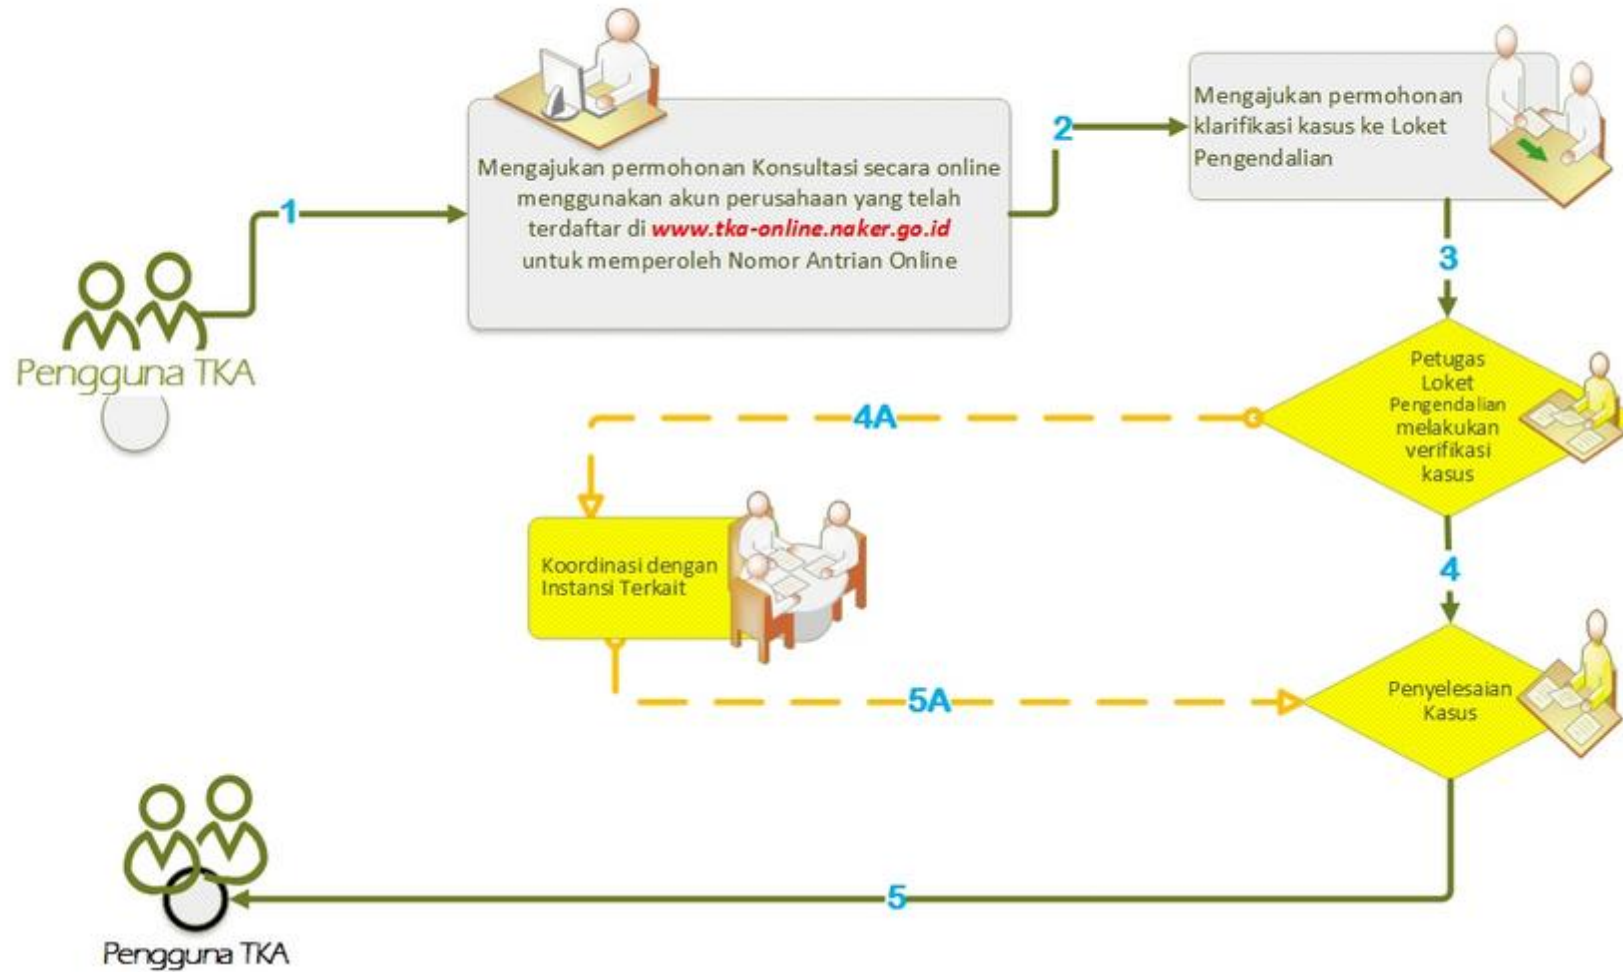 Pengguna TKA
1
Mengajukan permohonan Konsultasi secara online
menggunakan akun perusahaan yang telah
terdaftar di www.tka-online.naker.go.id
untuk memperoleh Nomor Antrian Online
2
Mengajukan permohonan
klarifikasi kasus ke Loket
Pengendalian
3
Petugas
Loket
Pengendalian
melakukan
verifikasi
kasus
4A
Koordinasi dengan
Instansi Terkait
4
5A
Penyelesaian
Kasus
5
Pengguna TKA